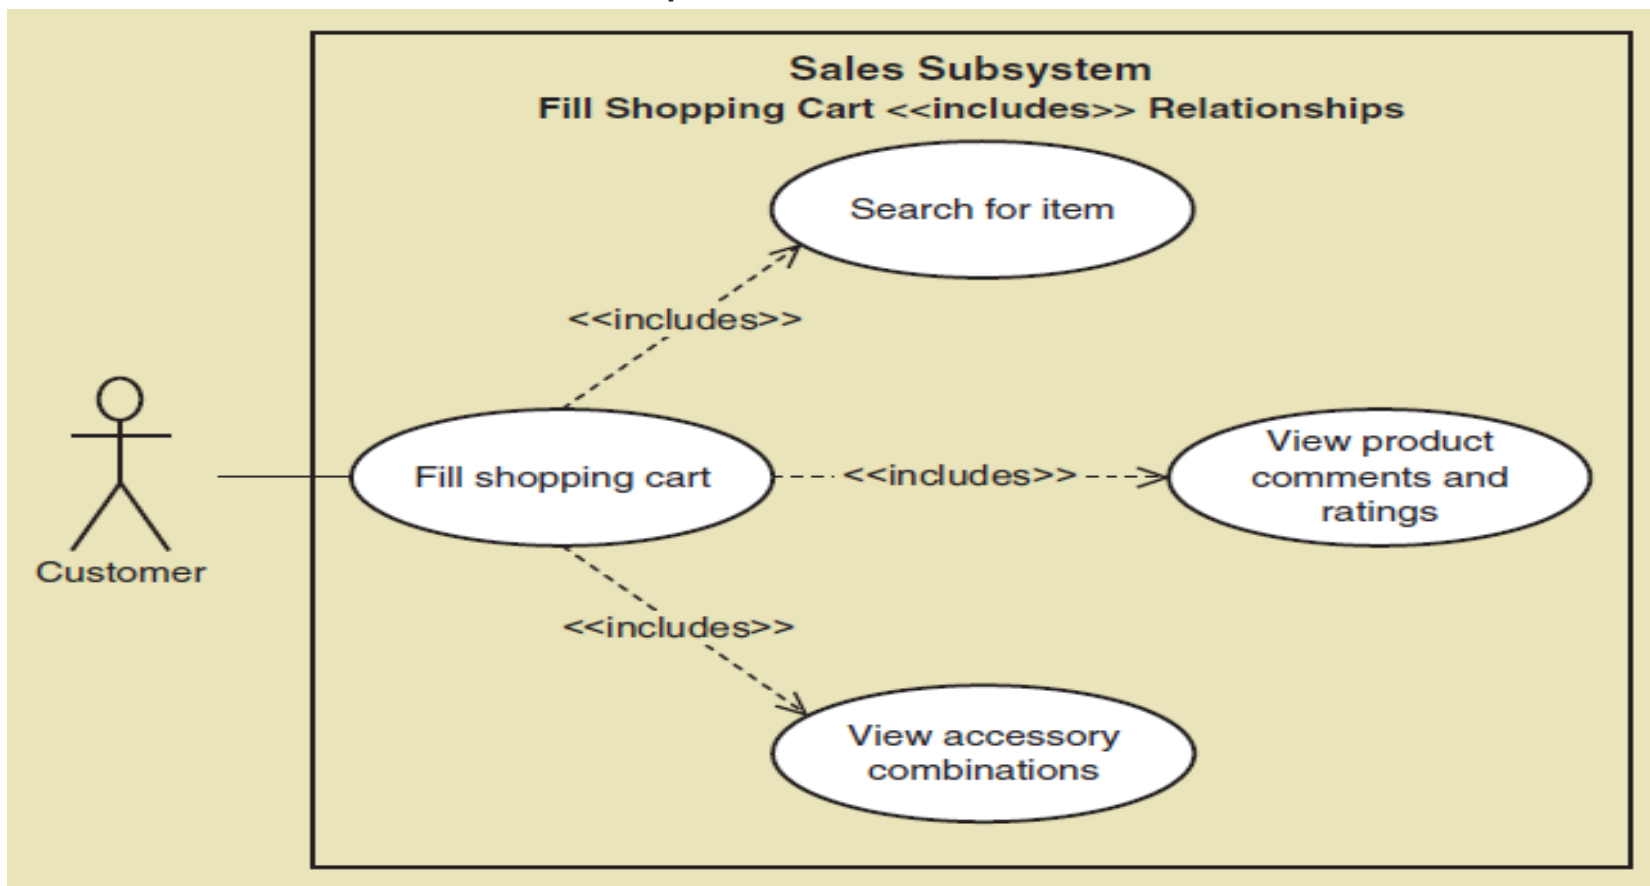 Sales Subsystem
Fill Shopping Cart <<includes>> Relationships
Search for item
<<includes>>
Customer
Fill shopping cart
<<includes>>
View product
comments and
ratings
<<includes>>
View accessory
combinations